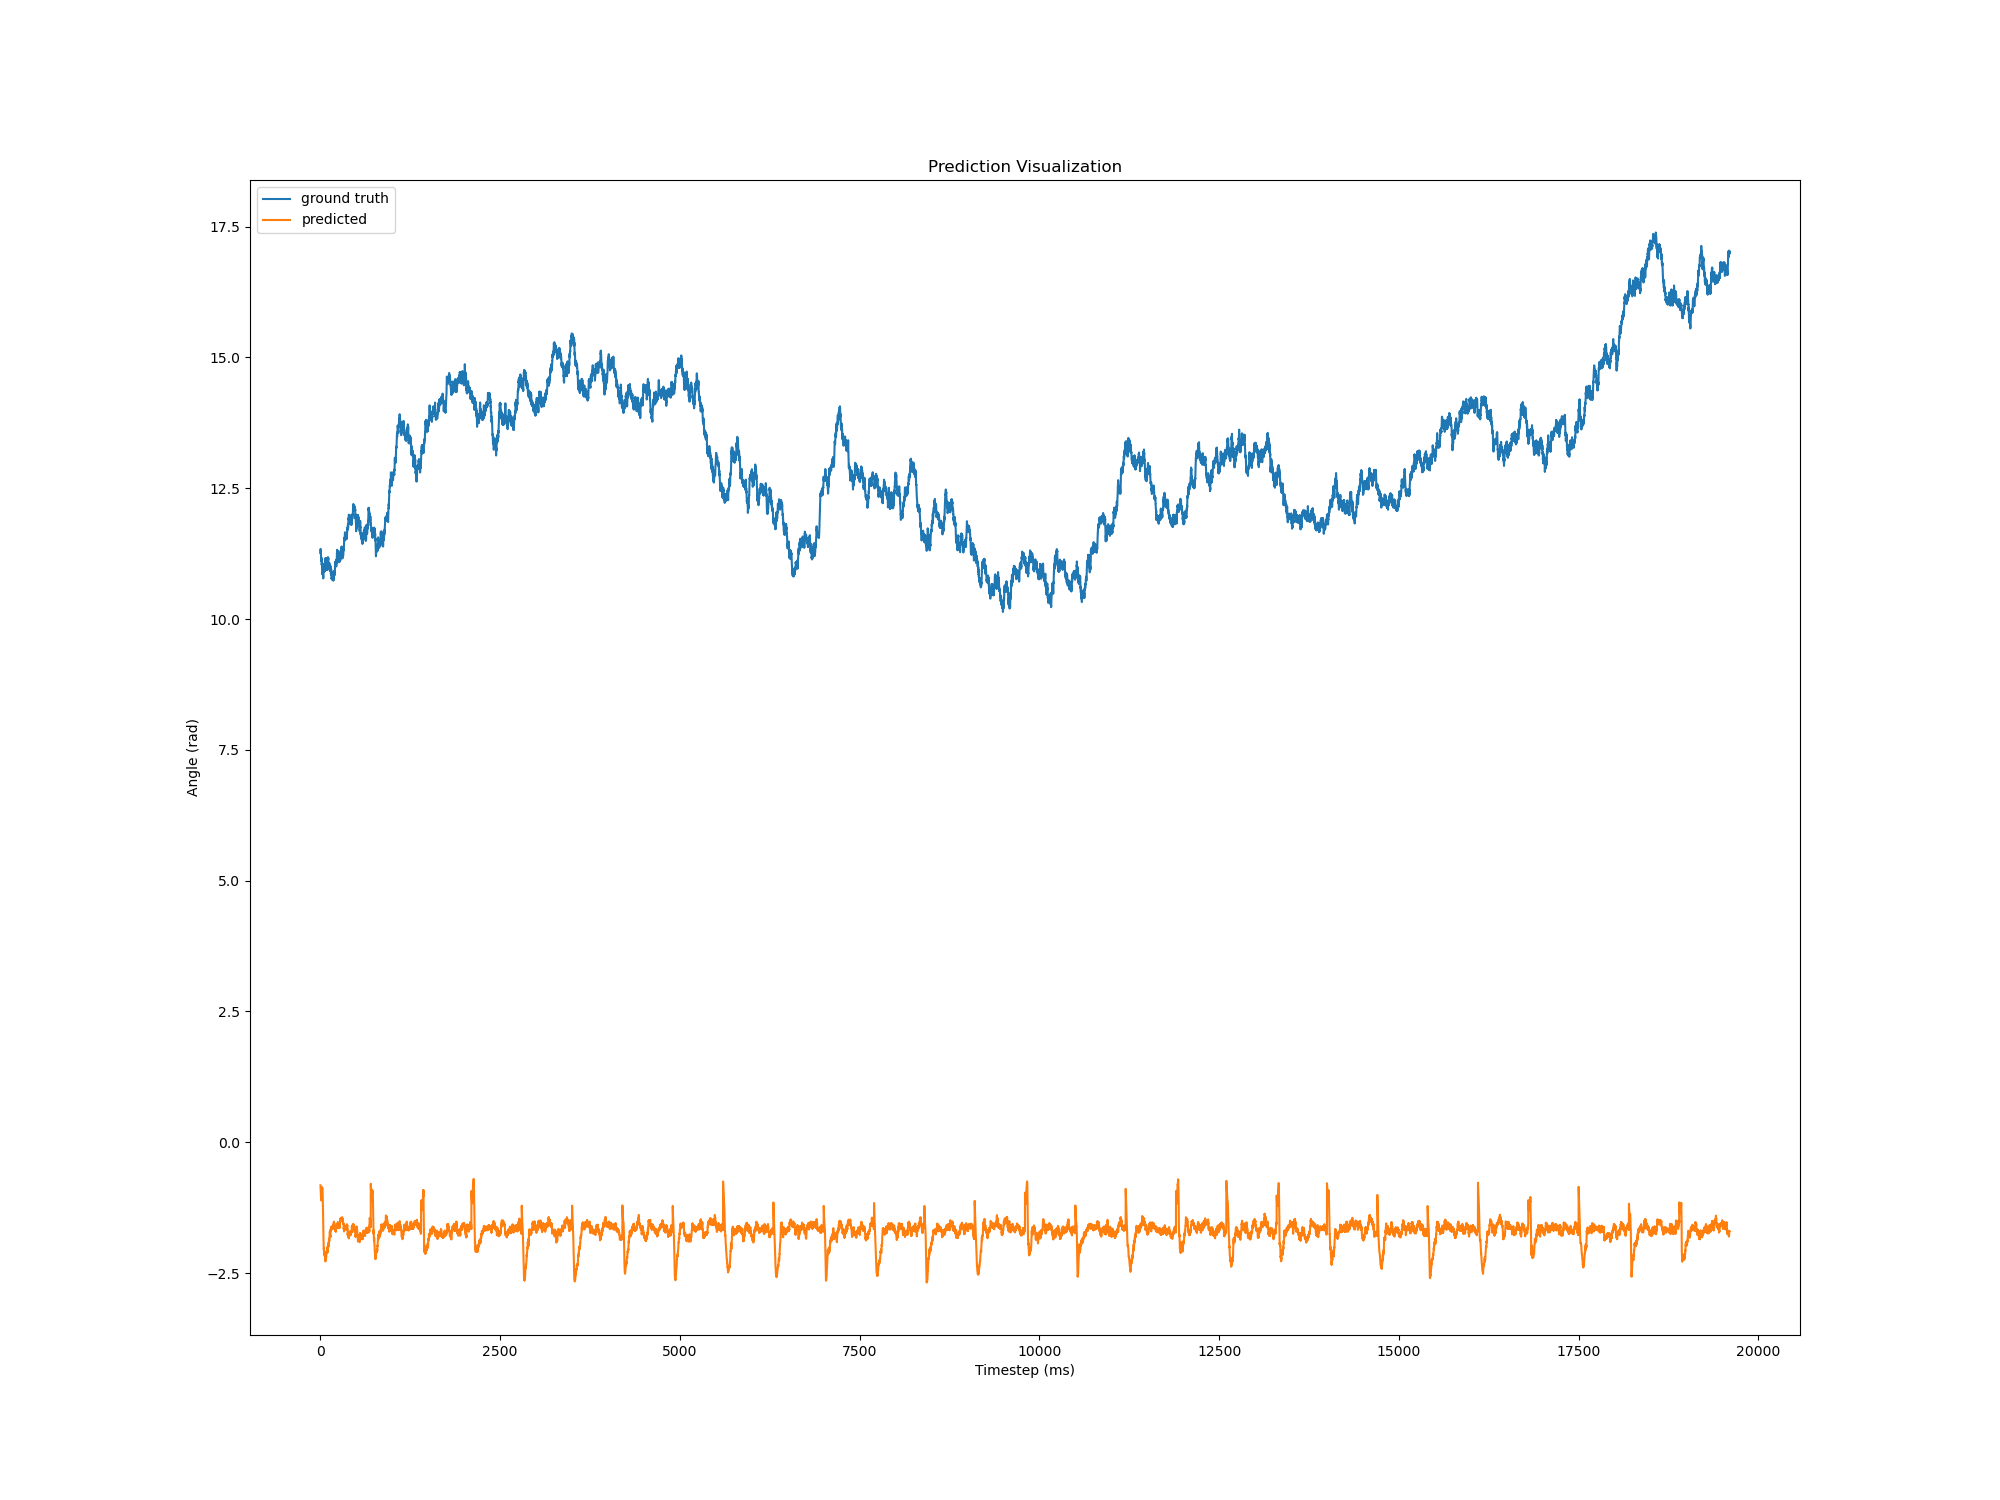 Prediction Visualization
ground truth
predicted
17.5
15.0
12.5
10.0
7.5
5.0
2.5
0.0
−2.5
Angle (rad)
0 2500 5000 7500 10000 12500 15000 17500 20000
Timestep (ms)